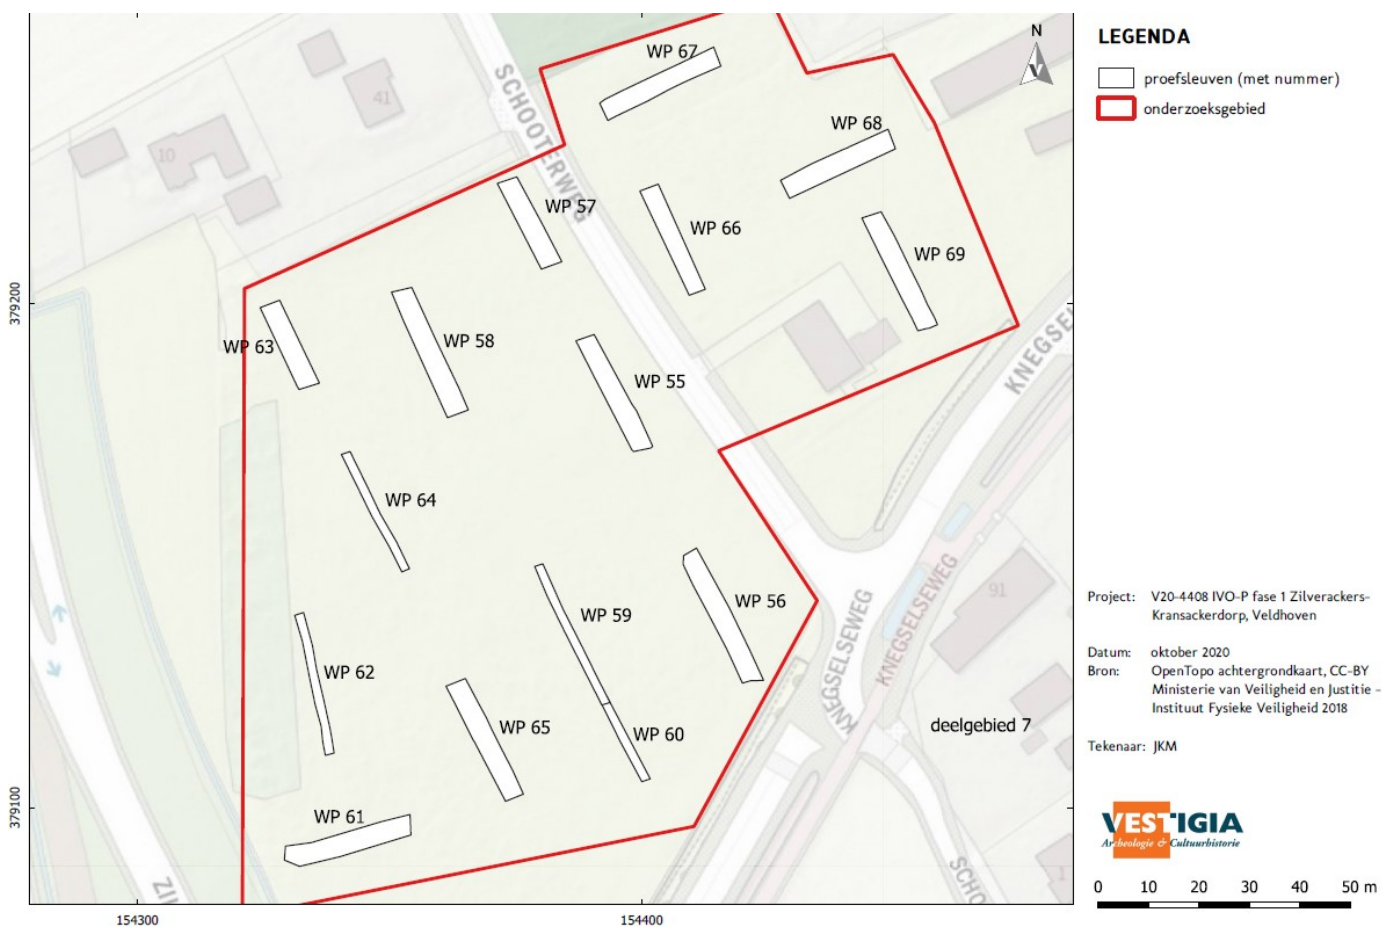 WP 67
N
LEGENDA
proefsleuven (met nummer)
onderzoeksgebied
SCHOOTERWEG
41
10
WP 68
WP 57
WP 66
WP 69
379200
WP 63
WP 58
WP 55
KNEGSEL
WP 64
WP 59
WP 56
KNEGSELSEWEG
KNEGSELSEWEG
91
WP 62
WP 65
WP 60
deelgebied 7
379100
WP 61
SCHO
1
154300
154400
Project: V20-4408 IVO-P fase 1 Zilverackers-
Kransackerdorp, Veldhoven
Datum: oktober 2020
Bron: OpenTopo achtergrondkaart, CC-BY
Ministerie van Veiligheid en Justitie -
Instituut Fysieke Veiligheid 2018
Tekenaar: JKM
VESTIGIA
Archeologie & Cultuurhistorie
0 10 20 30 40 50 m